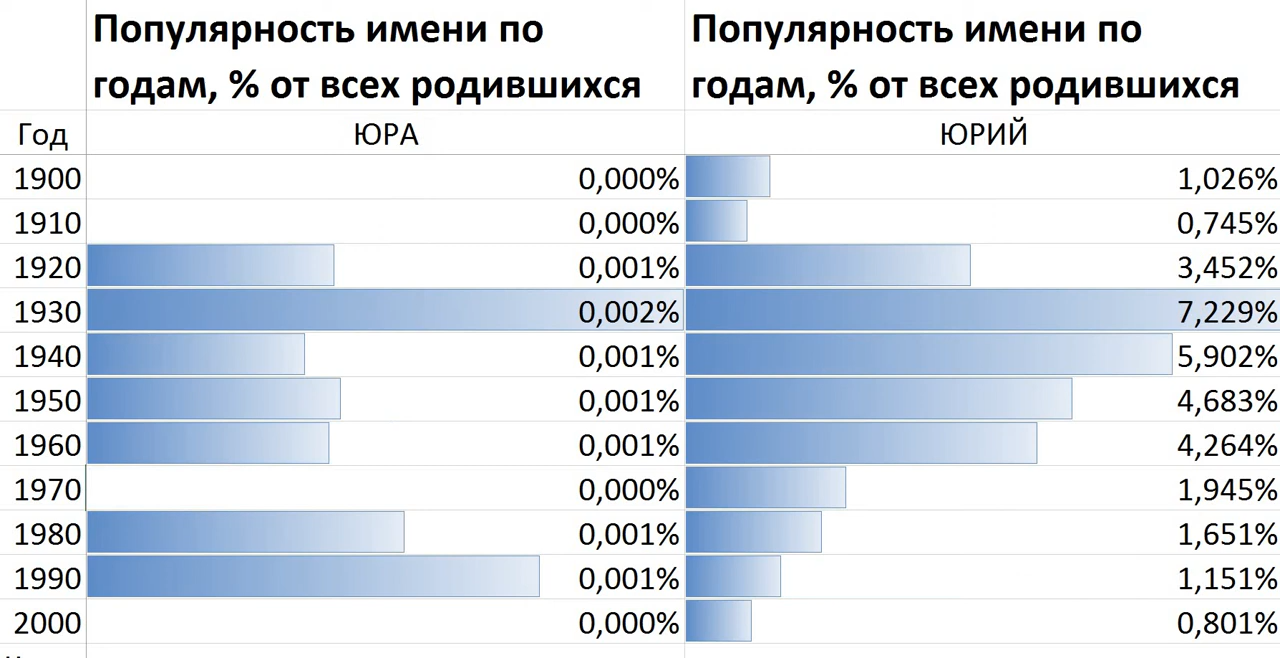 Популярность имени по Популярность имени по
годам, % от всех родившихся годам, % от всех родившихся
Год ЮРА ЮРИЙ
1900 0,000% 1,026%
1910 0,000% 0,745%
1920 0,001% 3,452%
1930 0,002% 7,229%
1940 0,001% 5,902%
1950 0,001% 4,683%
1960 0,001% 4,264%
1970 0,000% 1,945%
1980 0,001% 1,651%
1990 0,001% 1,151%
2000 0,000% 0,801%